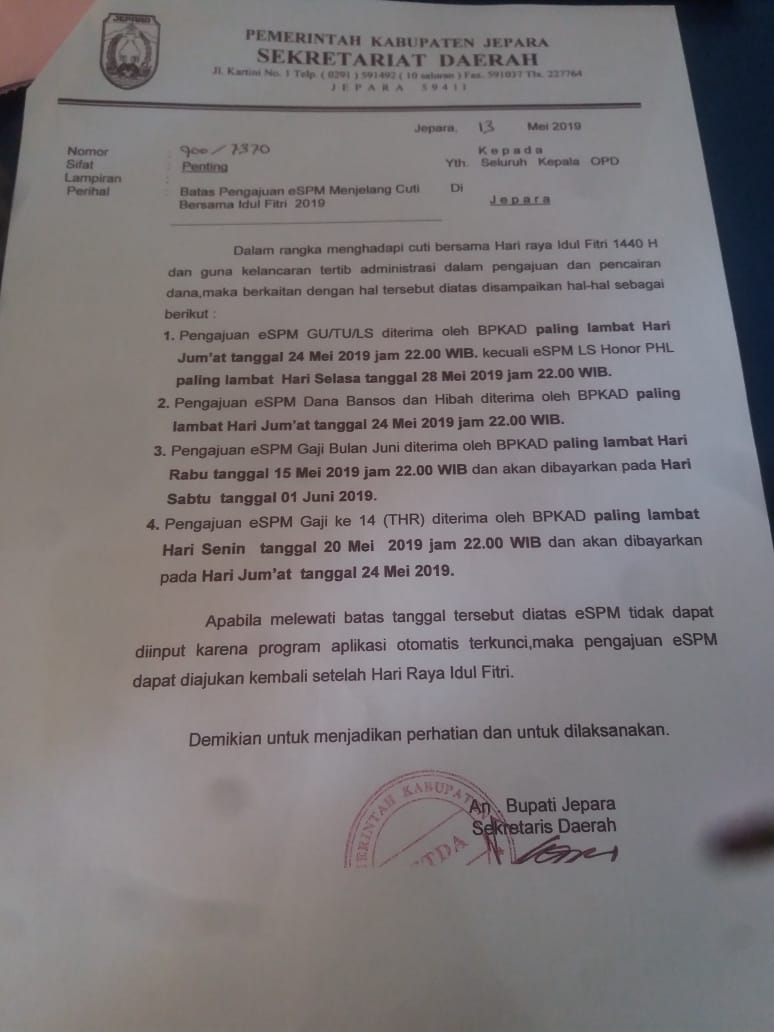 JEPARA
PEMERINTAH KABUPATEN JEPARA
SEKRETARIAT DAERAH
Jl. Kartini No. 1 Telp. ( 0291 ) 591492 ( 10 saluran ) Fax. 591037 Tlx. 227764
JEPARA 59411
Jepara, 13 Mei 2019
Nomor : 900/7370
Sifat : Penting
Lampiran :
Perihal : Batas Pengajuan eSPM Menjelang Cuti
Bersama Idul Fitri 2019
Kepada
Yth. Seluruh Kepala OPD
Di
Jepara
Dalam rangka menghadapi cuti bersama Hari raya Idul Fitri 1440 H
dan guna kelancaran tertib administrasi dalam pengajuan dan pencairan
dana,maka berkaitan dengan hal tersebut diatas disampaikan hal-hal sebagai
berikut :
1. Pengajuan eSPM GU/TU/LS diterima oleh BPKAD paling lambat Hari
Jum'at tanggal 24 Mei 2019 jam 22.00 WIB. kecuali eSPM LS Honor PHL
paling lambat Hari Selasa tanggal 28 Mei 2019 jam 22.00 WIB.
2. Pengajuan eSPM Dana Bansos dan Hibah diterima oleh BPKAD paling
lambat Hari Jum'at tanggal 24 Mei 2019 jam 22.00 WIB.
3. Pengajuan eSPM Gaji Bulan Juni diterima oleh BPKAD paling lambat Hari
Rabu tanggal 15 Mei 2019 jam 22.00 WIB dan akan dibayarkan pada Hari
Sabtu tanggal 01 Juni 2019.
4. Pengajuan eSPM Gaji ke 14 (THR) diterima oleh BPKAD paling lambat
Hari Senin tanggal 20 Mei 2019 jam 22.00 WIB dan akan dibayarkan
pada Hari Jum'at tanggal 24 Mei 2019.
Apabila melewati batas tanggal tersebut diatas eSPM tidak dapat
diinput karena program aplikasi otomatis terkunci,maka pengajuan eSPM
dapat diajukan kembali setelah Hari Raya Idul Fitri.
Demikian untuk menjadikan perhatian dan untuk dilaksanakan.
An. Bupati Jepara
Sekretaris Daerah